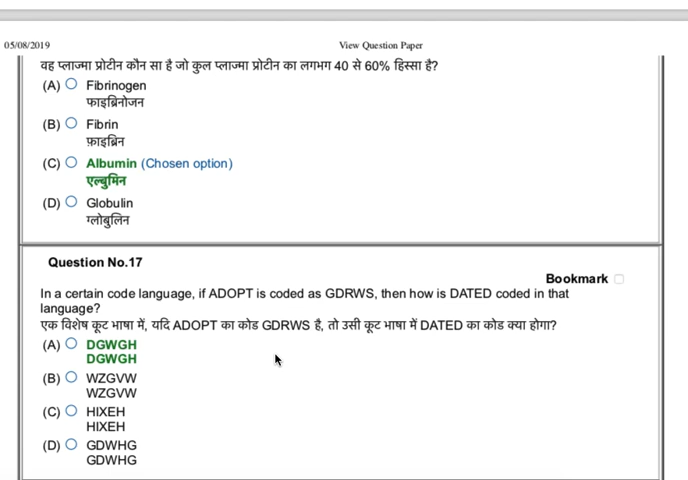 05/08/2019 View Question Paper
वह प्लाज्मा प्रोटीन कौन सा है जो कुल प्लाज्मा प्रोटीन का लगभग 40 से 60% हिस्सा है?
(A) Fibrinogen
फाइब्रिनोजन
(B) Fibrin
फ़ाइब्रिन
(C) Albumin (Chosen option)
एल्बुमिन
(D) Globulin
ग्लोबुलिन
Question No.17
Bookmark
In a certain code language, if ADOPT is coded as GDRWS, then how is DATED coded in that
language?
एक विशेष कूट भाषा में, यदि ADOPT का कोड GDRWS है, तो उसी कूट भाषा में DATED का कोड क्या होगा?
(A) DGWGH
DGWGH
(B) WZGVW
WZGVW
(C) HIXEH
HIXEH
(D) GDWHG
GDWHG